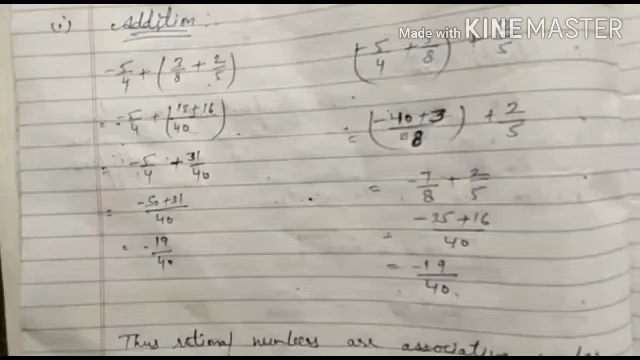 Made with KINEMASTER
(i) Addition:
-5/4 + (3/8 + 2/5)
= -5/4 + (15+16/40)
= -5/4 + 31/40
= -50+31/40
= -19/40
(-5/4 + 3/8) + 2/5
= (-40+3/8) + 2/5
= -7/8 + 2/5
= -35+16/40
= -19/40
Thus rational numbers are associative